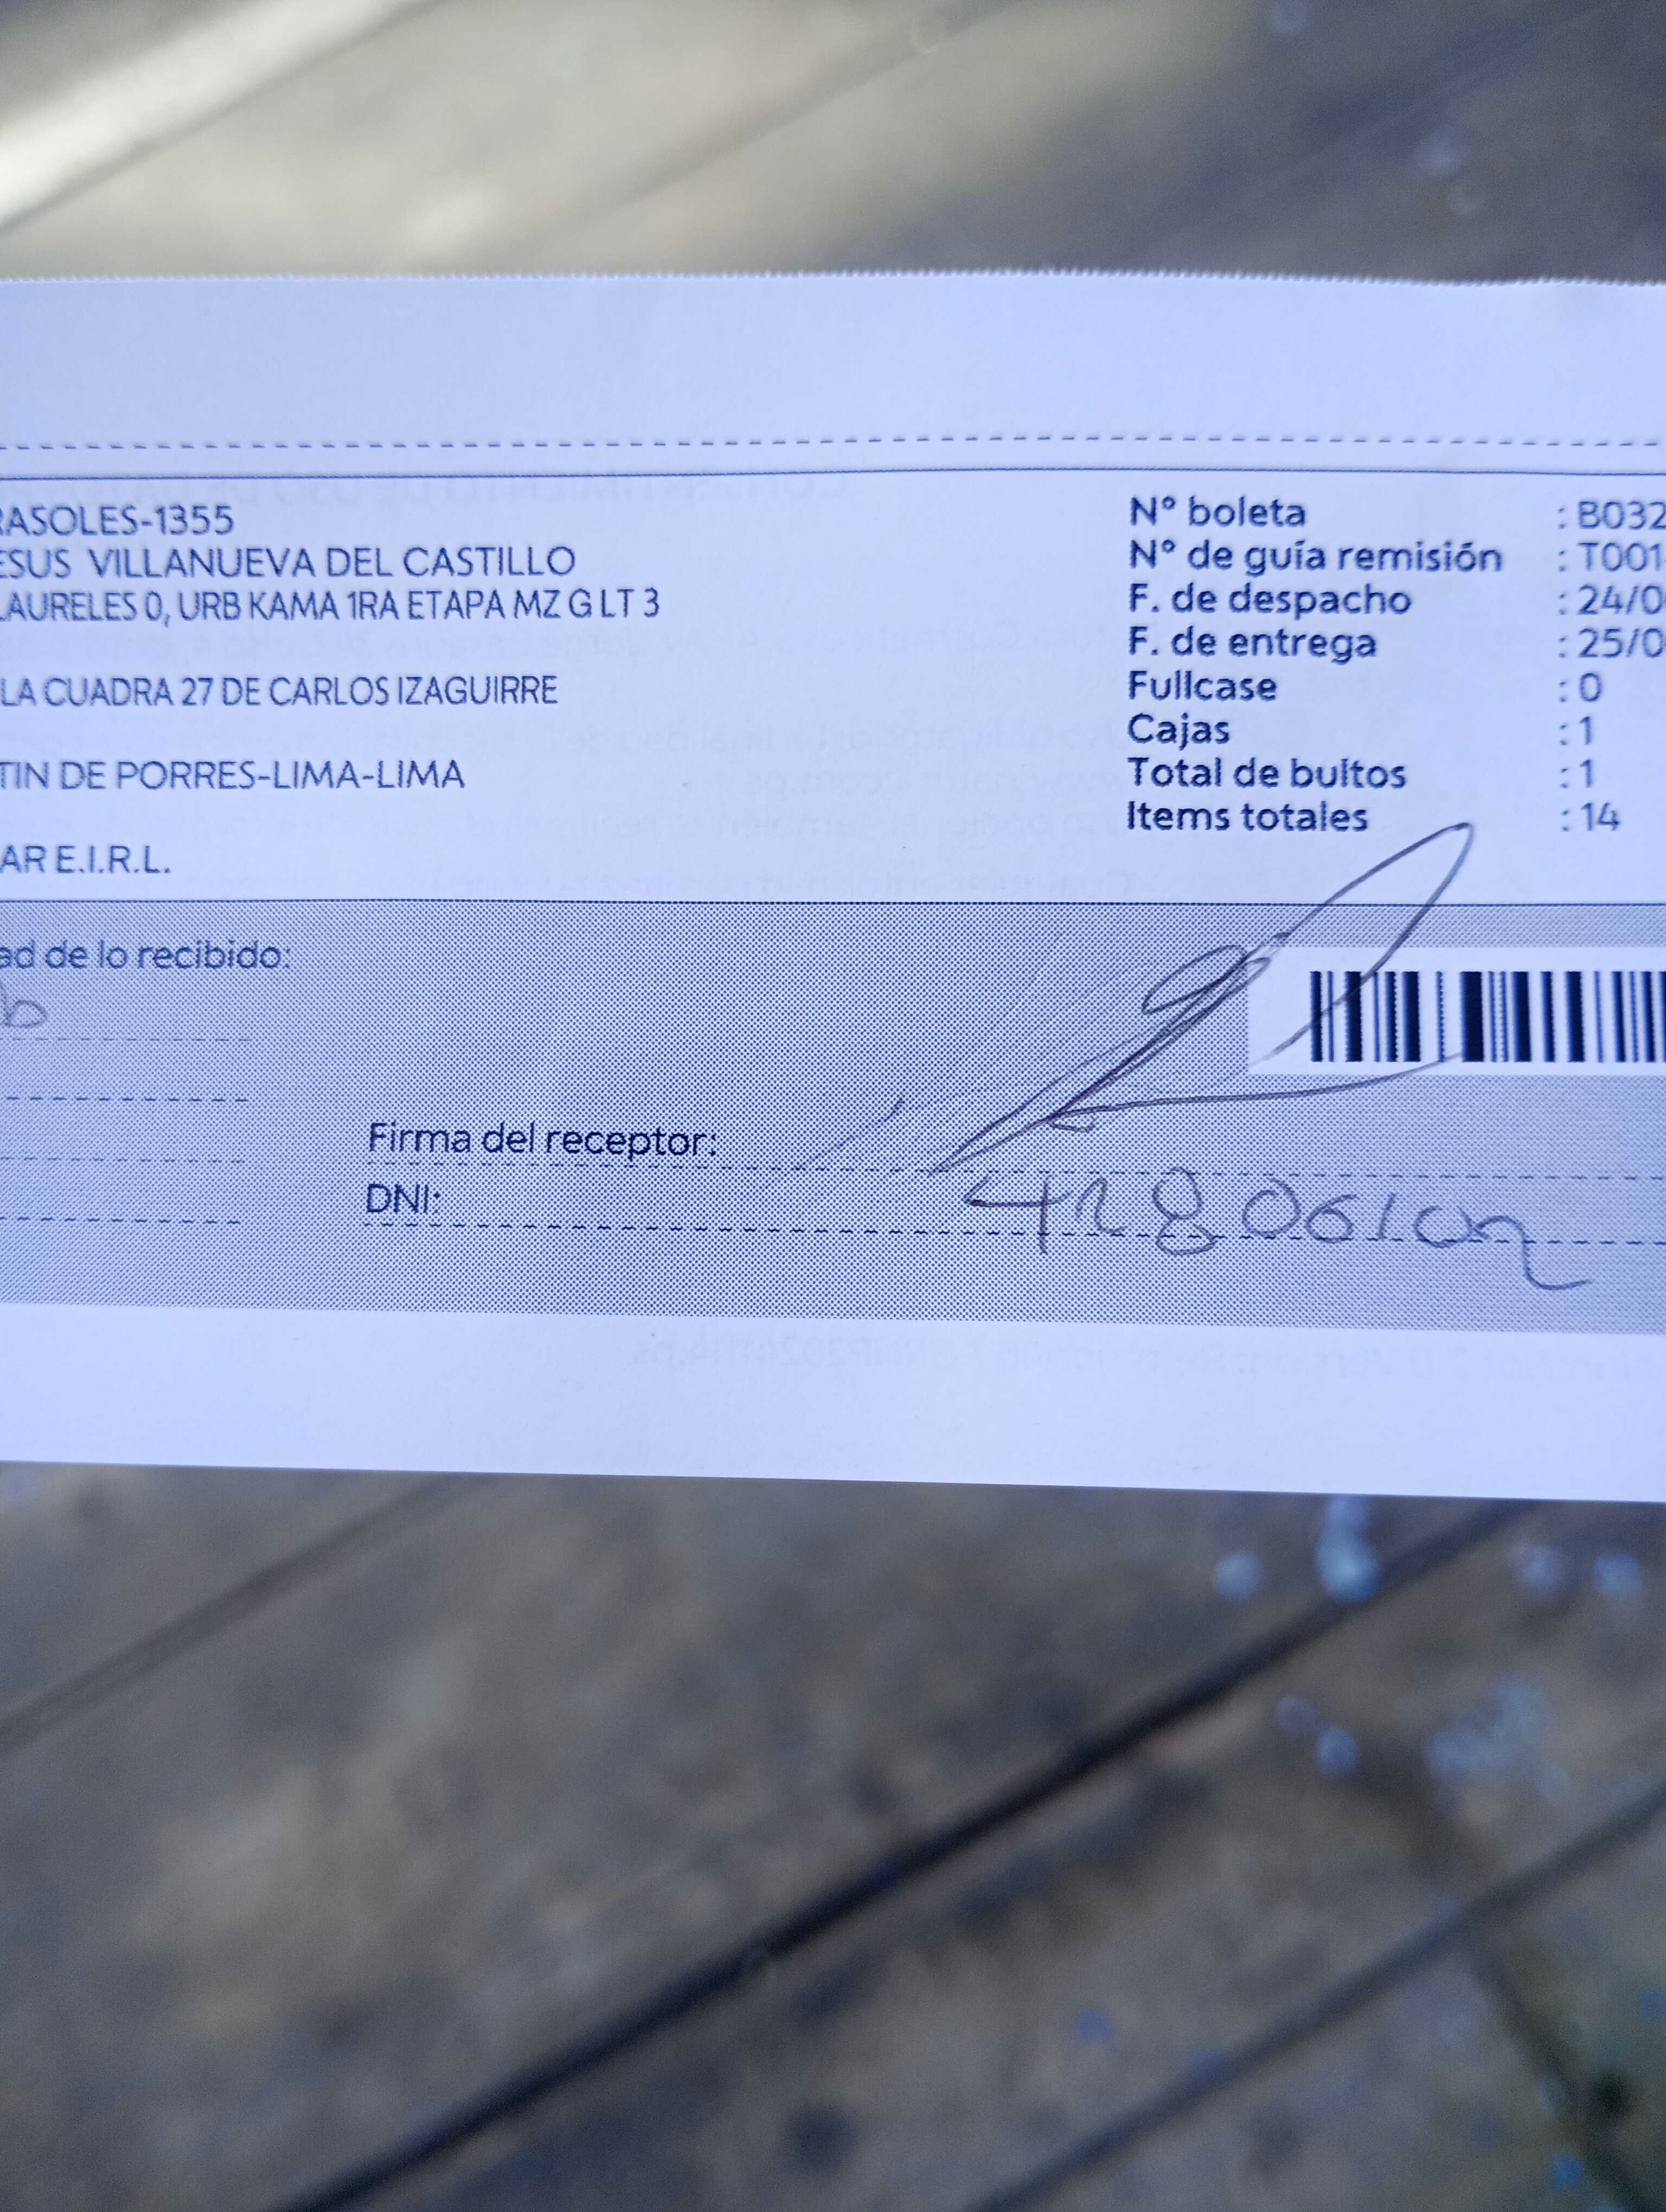 RASOLES-1355
ESUS VILLANUEVA DEL CASTILLO
LAURELES 0, URB KAMA 1RA ETAPA MZ G LT 3
LA CUADRA 27 DE CARLOS IZAGUIRRE
TIN DE PORRES-LIMA-LIMA
AR E.I.R.L.
N° boleta : B032
N° de guía remisión : T001-
F. de despacho : 24/0
F. de entrega : 25/0
Fullcase : 0
Cajas : 1
Total de bultos : 1
Items totales : 14
ad de lo recibido:
Firma del receptor:
DNI: